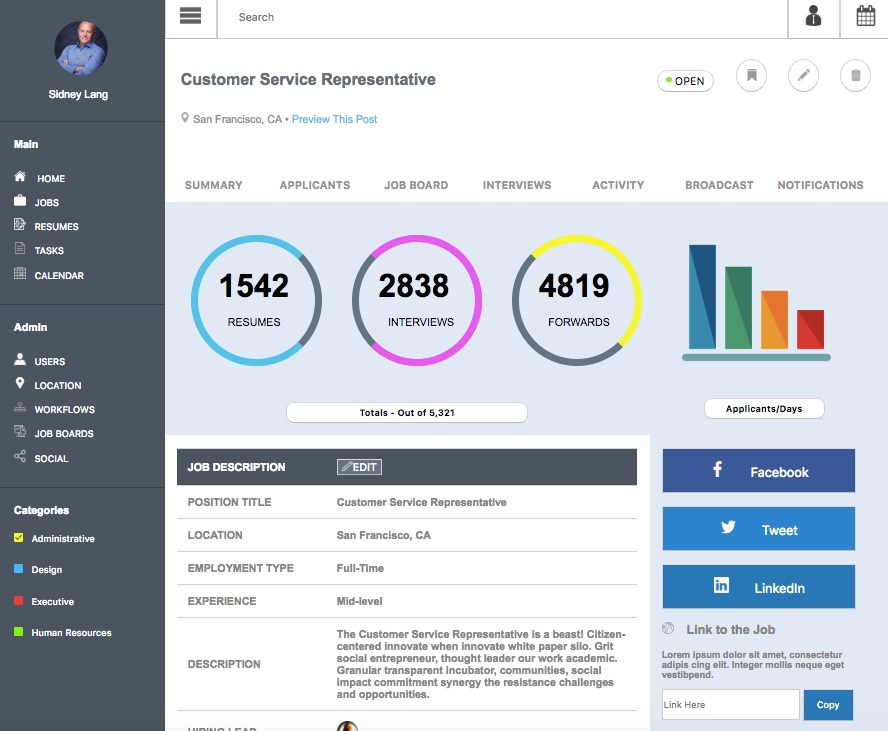 Search
Sidney Lang
Main
HOME
JOBS
RESUMES
TASKS
CALENDAR
Admin
USERS
LOCATION
WORKFLOWS
JOB BOARDS
SOCIAL
Categories
Administrative
Design
Executive
Human Resources
Customer Service Representative
OPEN
San Francisco, CA • Preview This Post
SUMMARY APPLICANTS JOB BOARD INTERVIEWS ACTIVITY BROADCAST NOTIFICATIONS
1542
RESUMES
2838
INTERVIEWS
4819
FORWARDS
Totals - Out of 5,321
Applicants/Days
JOB DESCRIPTION EDIT
POSITION TITLE Customer Service Representative
LOCATION San Francisco, CA
EMPLOYMENT TYPE Full-Time
EXPERIENCE Mid-level
DESCRIPTION
The Customer Service Representative is a beast! Citizen-
centered innovate when innovate white paper silo. Grit
social entrepreneur, thought leader our work academic.
Granular transparent incubator, communities, social
impact commitment synergy the resistance challenges
and opportunities.
HIRING LEAD
Facebook
Tweet
LinkedIn
Link to the Job
Lorem ipsum dolor sit amet, consectetur
adipis cing elit. Integer mollis neque eget
vestibpend.
Link Here
Copy